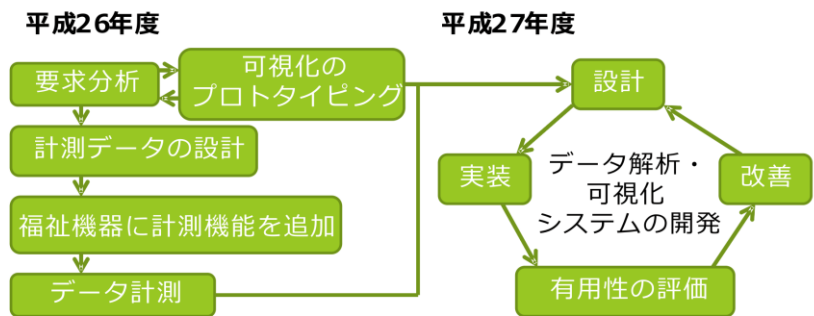 平成26年度
要求分析
可視化の
プロトタイピング
計測データの設計
福祉機器に計測機能を追加
データ計測
平成27年度
設計
実装
データ解析・
可視化
システムの開発
改善
有用性の評価